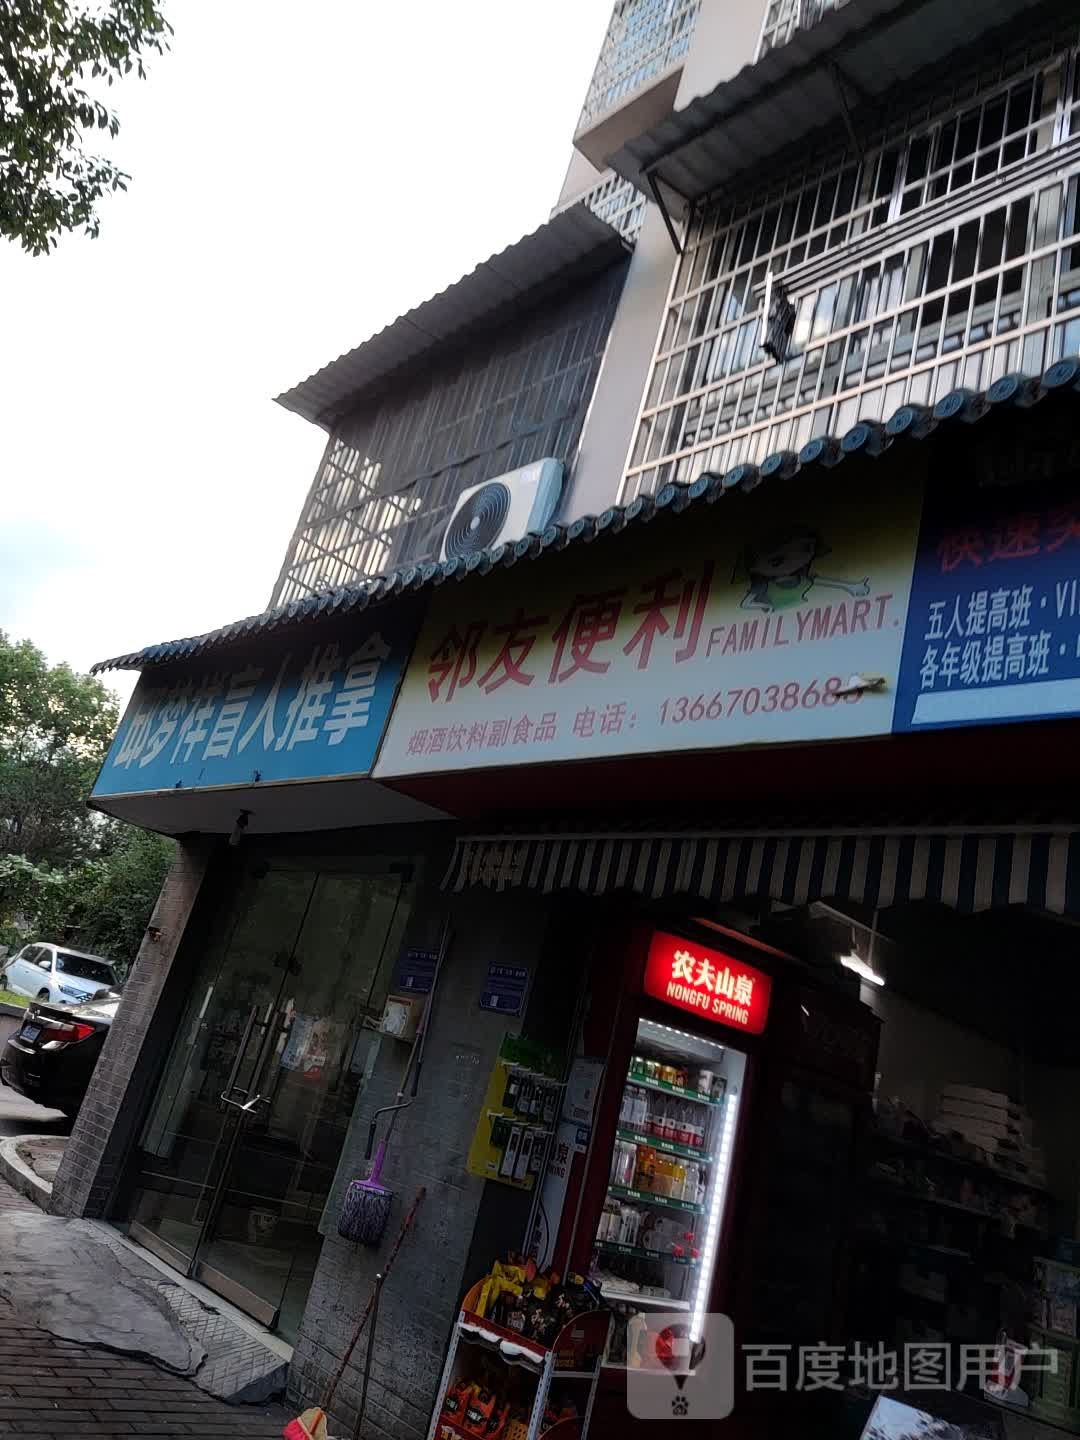 邱梦祥盲人推拿
邻友便利
FAMILYMART.
烟酒饮料副食品 电话：13667038683
快速
五人提高班·VI
各年级提高班·
农夫山泉
NONGFU SPRING
百度地图用户